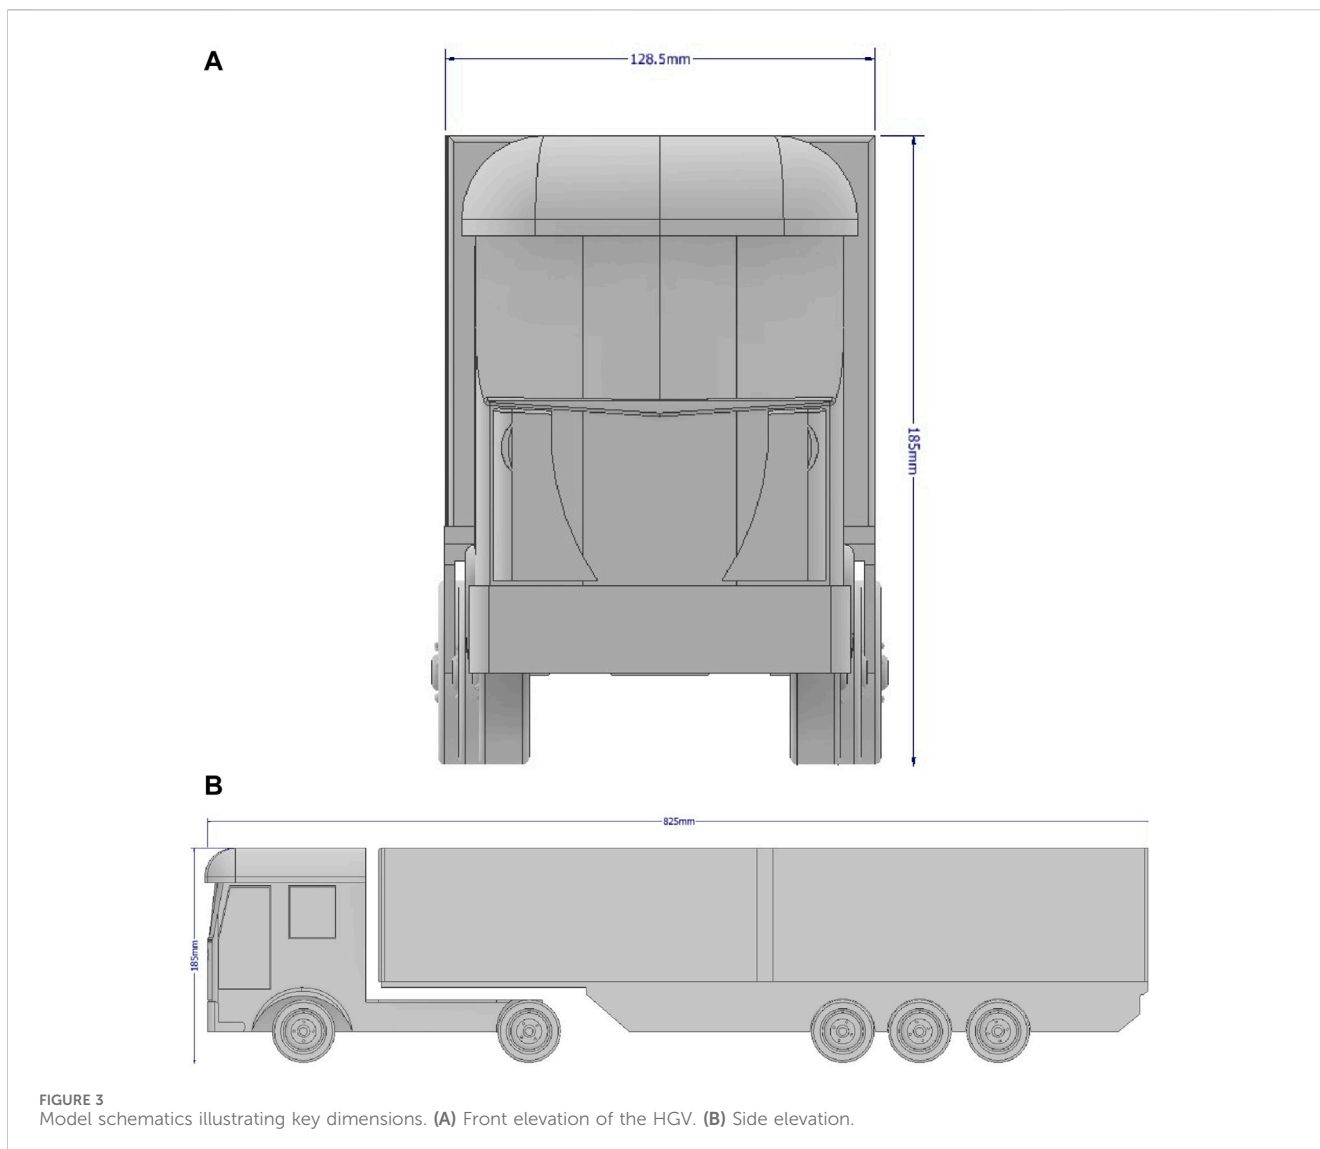 A
128.5mm
185mm
B
825mm
185mm
FIGURE 3
Model schematics illustrating key dimensions. (A) Front elevation of the HGV. (B) Side elevation.